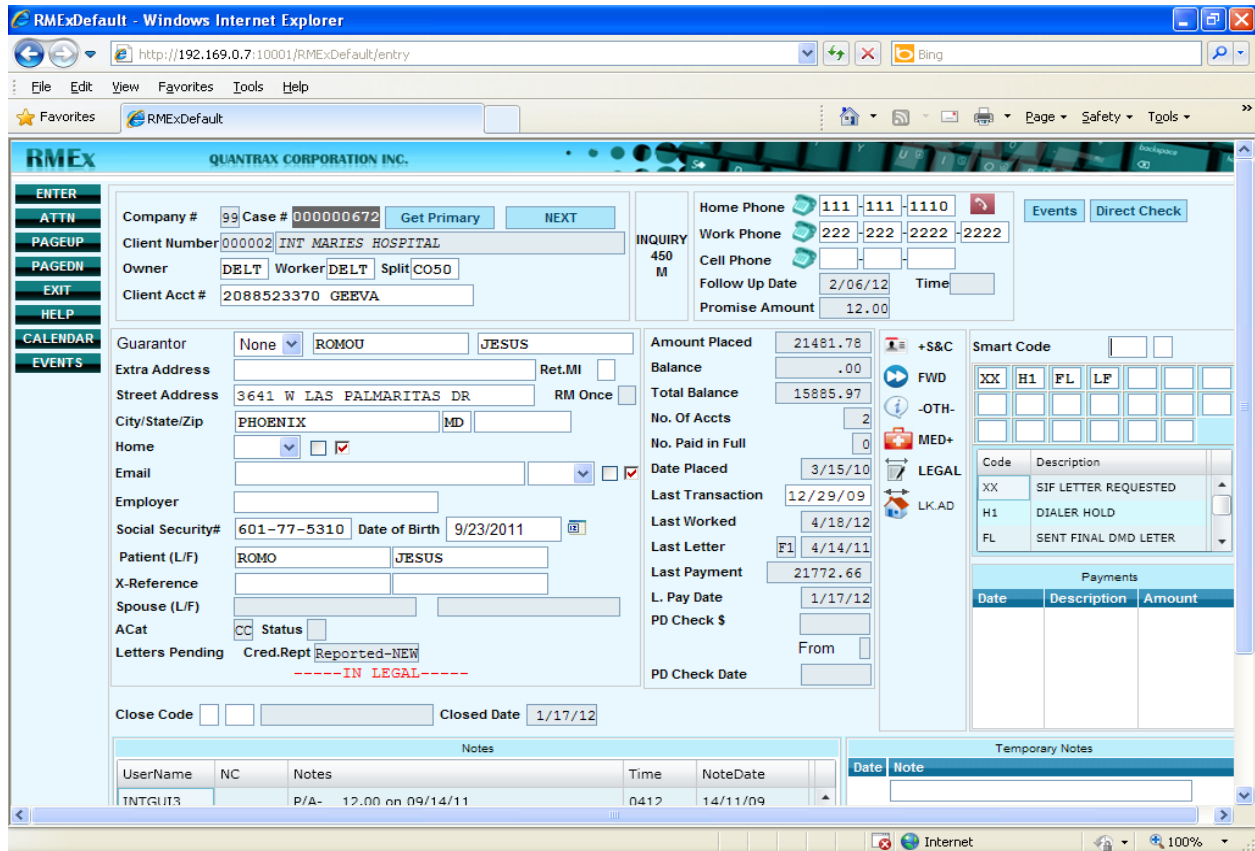 RMExDefault - Windows Internet Explorer
http://192.169.0.7:10001/RMExDefault/entry
Bing
File Edit View Favorites Tools Help
Favorites RMExDefault Page Safety Tools »
RMEx QUANTRAX CORPORATION INC.
ENTER
ATTN
PAGEUP
PAGEDN
EXIT
HELP
CALENDAR
EVENTS
Company # 99 Case # 000000672 Get Primary NEXT
Client Number 000002 INT MARIES HOSPITAL
Owner DELT Worker DELT Split CO50
Client Acct # 2088523370 GEEVA
INQUIRY
450
M
Home Phone 111 -111 -1110
Work Phone 222 -222 -2222 -2222
Cell Phone - -
Follow Up Date 2/06/12 Time
Promise Amount 12.00
Events Direct Check
Guarantor None ROMOU JESUS
Extra Address Ret.MI
Street Address 3641 W LAS PALMARITAS DR RM Once
City/State/Zip PHOENIX MD
Home
Email
Employer
Social Security# 601-77-5310 Date of Birth 9/23/2011
Patient (L/F) ROMO JESUS
X-Reference
Spouse (L/F)
ACat CC Status
Letters Pending Cred.Rept Reported-NEW
-----IN LEGAL-----
Amount Placed 21481.78
Balance .00
Total Balance 15885.97
No. Of Accts 2
No. Paid in Full 0
Date Placed 3/15/10
Last Transaction 12/29/09
Last Worked 4/18/12
Last Letter F1 4/14/11
Last Payment 21772.66
L. Pay Date 1/17/12
PD Check $
From
PD Check Date
+S&C
FWD
-OTH-
MED+
LEGAL
LK.AD
Smart Code
XX H1 FL LF
Code Description
XX SIF LETTER REQUESTED
H1 DIALER HOLD
FL SENT FINAL DMD LETER
Payments
Date Description Amount
Close Code Closed Date 1/17/12
Notes
UserName NC Notes Time NoteDate
INTGUI3 P/A- 12.00 on 09/14/11 0412 14/11/09
Temporary Notes
Date Note
Internet 100%